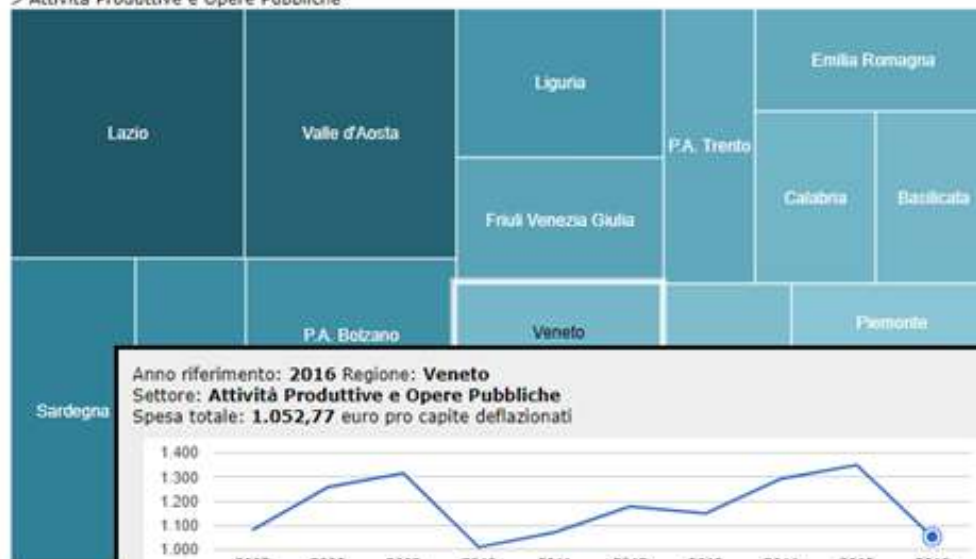 > Attività Produttive e Opere Pubbliche
Lazio
Valle d'Aosta
Liguria
Emilia Romagna
P.A. Trento
Calabria
Basilicata
Friuli Venezia Giulia
P.A. Bolzano
Veneto
Piemonte
Sardegna
Anno riferimento: 2016 Regione: Veneto
Settore: Attività Produttive e Opere Pubbliche
Spesa totale: 1.052,77 euro pro capite deflazionati
1.400
1.300
1.200
1.100
1.000